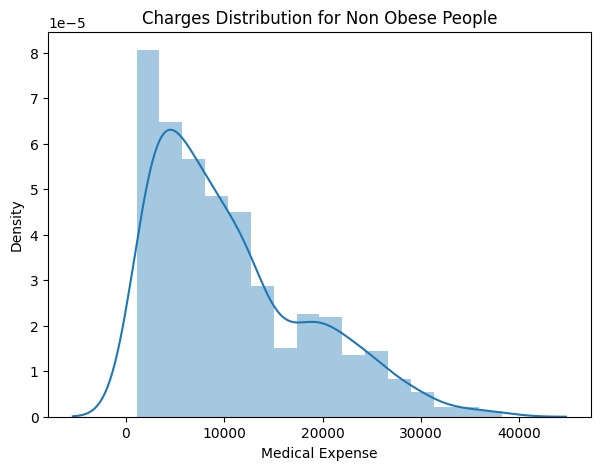 Charges Distribution for Non Obese People
1e−5
8
7
6
5
4
3
2
1
0
Density
0 10000 20000 30000 40000
Medical Expense